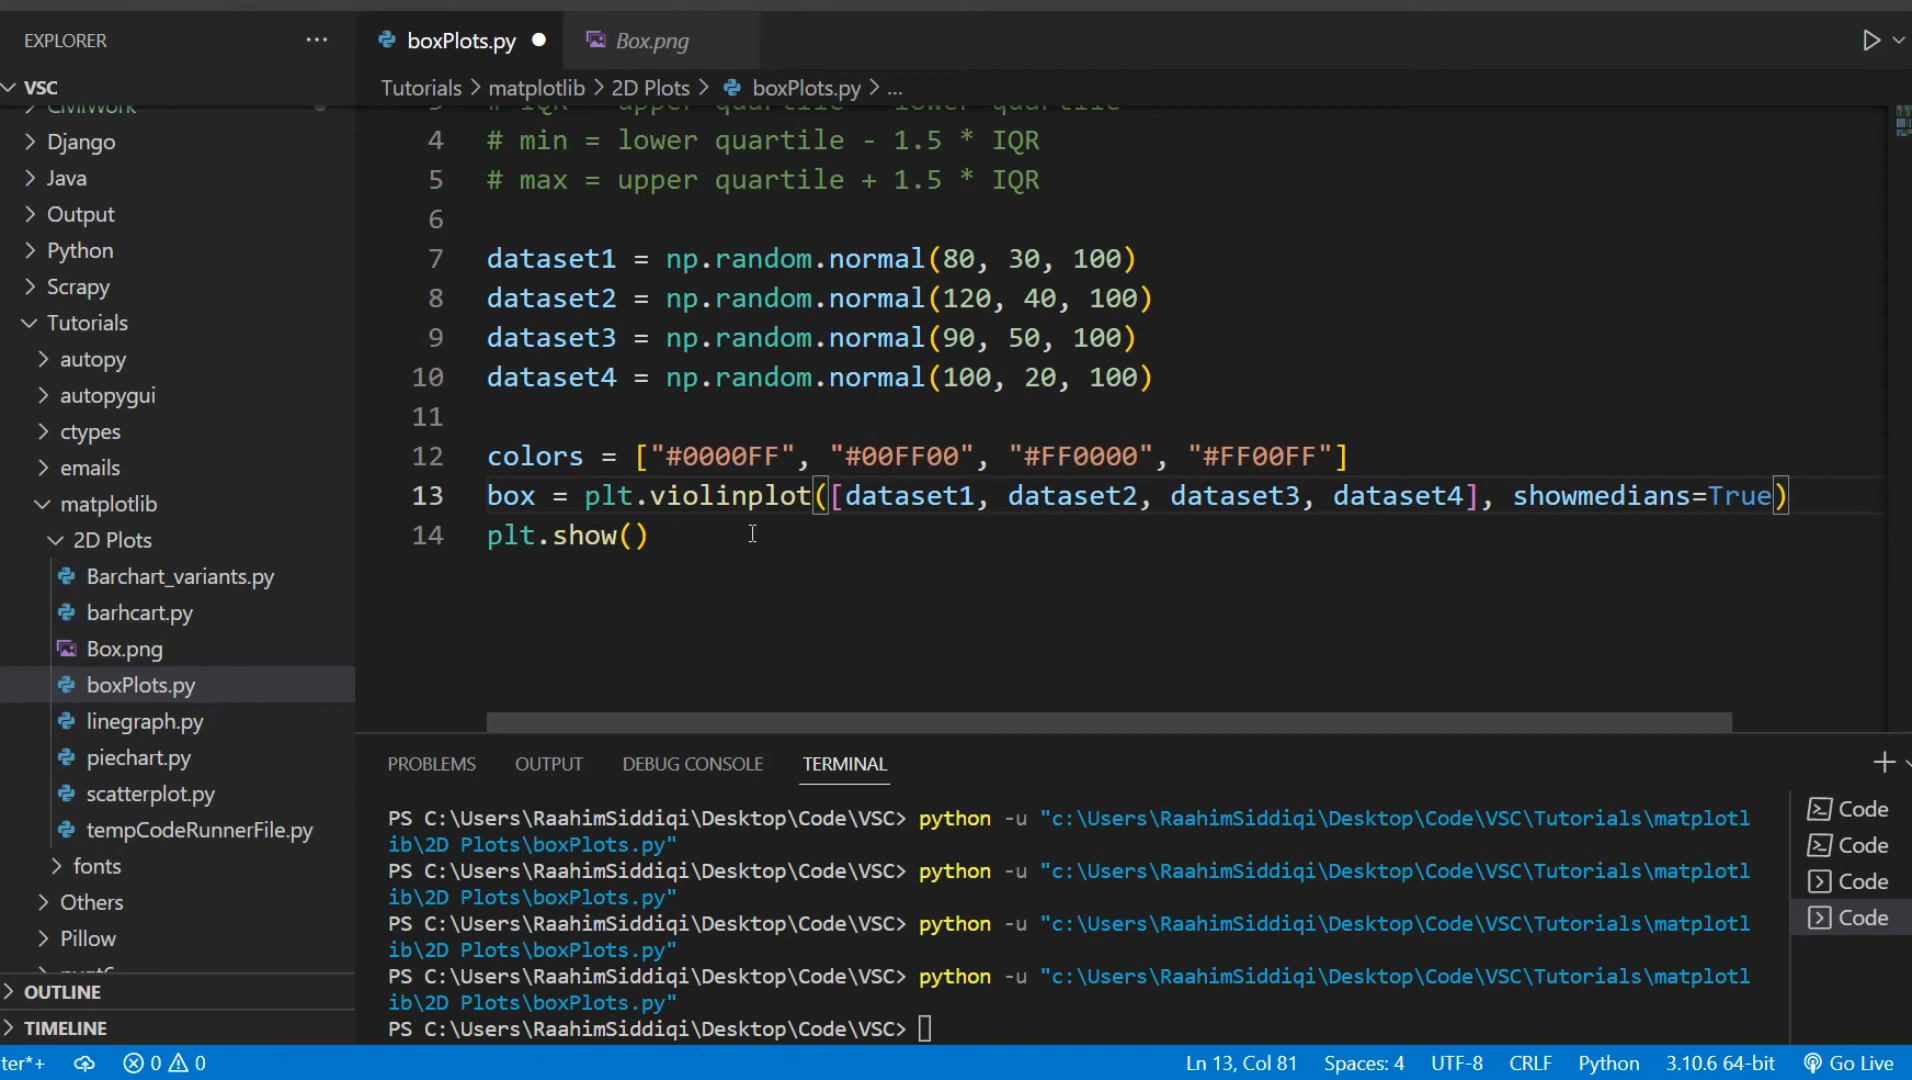 EXPLORER
boxPlots.py
Box.png
VSC
Tutorials > matplotlib > 2D Plots > boxPlots.py > ...
CivilWork
Django
Java
Output
Python
Scrapy
Tutorials
autopy
autopygui
ctypes
emails
matplotlib
2D Plots
Barchart_variants.py
barhcart.py
Box.png
boxPlots.py
linegraph.py
piechart.py
scatterplot.py
tempCodeRunnerFile.py
fonts
Others
Pillow
OUTLINE
TIMELINE
3 # IQR = upper quartile - lower quartile
4 # min = lower quartile - 1.5 * IQR
5 # max = upper quartile + 1.5 * IQR
6
7 dataset1 = np.random.normal(80, 30, 100)
8 dataset2 = np.random.normal(120, 40, 100)
9 dataset3 = np.random.normal(90, 50, 100)
10 dataset4 = np.random.normal(100, 20, 100)
11
12 colors = ["#0000FF", "#00FF00", "#FF0000", "#FF00FF"]
13 box = plt.violinplot([dataset1, dataset2, dataset3, dataset4], showmedians=True)
14 plt.show()
PROBLEMS OUTPUT DEBUG CONSOLE TERMINAL
PS C:\Users\RaahimSiddiqi\Desktop\Code\VSC> python -u "c:\Users\RaahimSiddiqi\Desktop\Code\VSC\Tutorials\matplotl
ib\2D Plots\boxPlots.py"
PS C:\Users\RaahimSiddiqi\Desktop\Code\VSC> python -u "c:\Users\RaahimSiddiqi\Desktop\Code\VSC\Tutorials\matplotl
ib\2D Plots\boxPlots.py"
PS C:\Users\RaahimSiddiqi\Desktop\Code\VSC> python -u "c:\Users\RaahimSiddiqi\Desktop\Code\VSC\Tutorials\matplotl
ib\2D Plots\boxPlots.py"
PS C:\Users\RaahimSiddiqi\Desktop\Code\VSC> python -u "c:\Users\RaahimSiddiqi\Desktop\Code\VSC\Tutorials\matplotl
ib\2D Plots\boxPlots.py"
PS C:\Users\RaahimSiddiqi\Desktop\Code\VSC>
Code
Code
Code
Code
ter*+ 0 0 Ln 13, Col 81 Spaces: 4 UTF-8 CRLF Python 3.10.6 64-bit Go Live